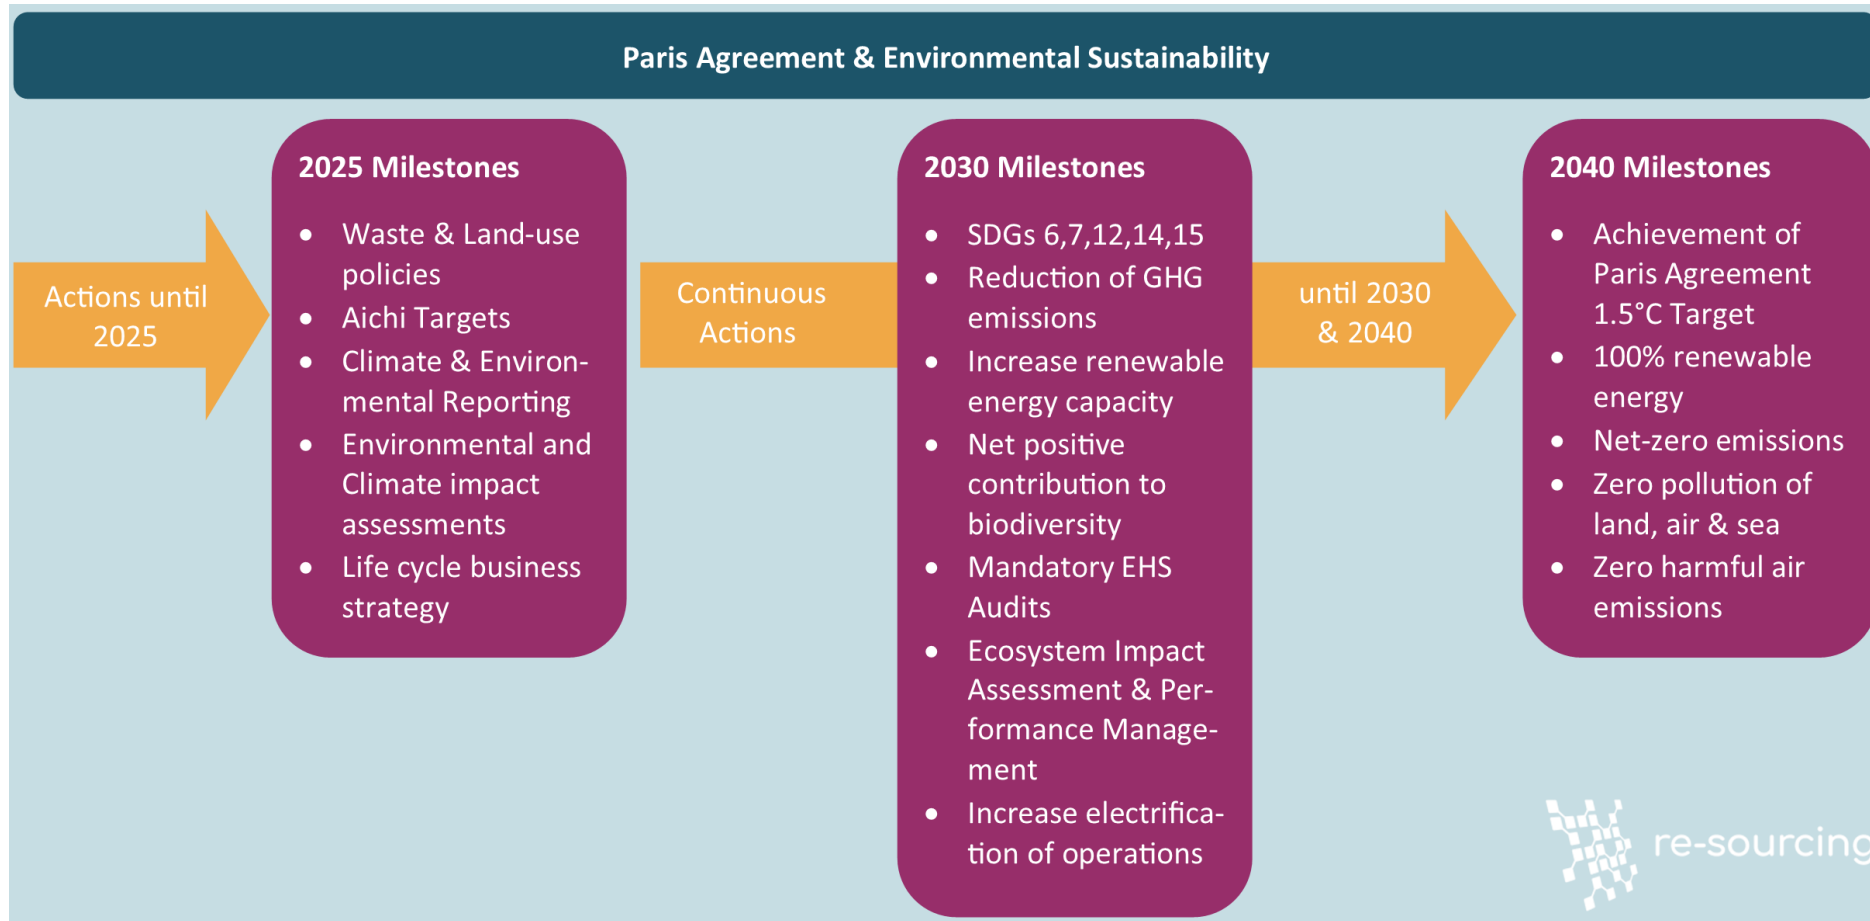 Paris Agreement & Environmental Sustainability
Actions until
2025
2025 Milestones
• Waste & Land-use
policies
• Aichi Targets
• Climate & Environ-
mental Reporting
• Environmental and
Climate impact
assessments
• Life cycle business
strategy
Continuous
Actions
2030 Milestones
• SDGs 6,7,12,14,15
• Reduction of GHG
emissions
• Increase renewable
energy capacity
• Net positive
contribution to
biodiversity
• Mandatory EHS
Audits
• Ecosystem Impact
Assessment & Per-
formance Manage-
ment
• Increase electrifica-
tion of operations
until 2030
& 2040
2040 Milestones
• Achievement of
Paris Agreement
1.5°C Target
• 100% renewable
energy
• Net-zero emissions
• Zero pollution of
land, air & sea
• Zero harmful air
emissions
re-sourcing